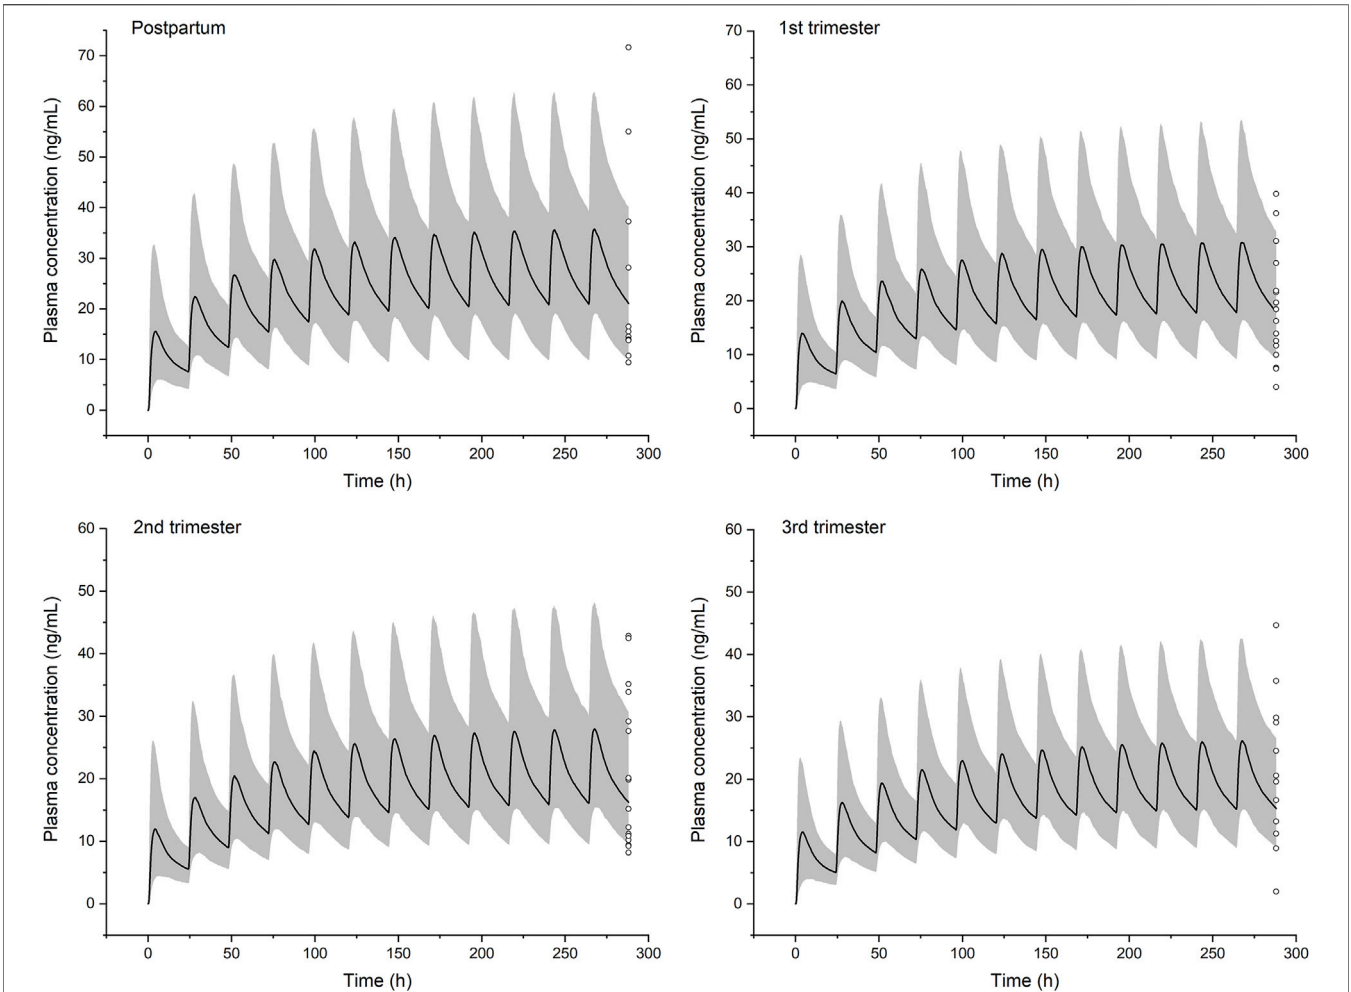 Postpartum
Plasma concentration (ng/mL)
70
60
50
40
30
20
10
0
0 50 100 150 200 250 300
Time (h)
1st trimester
Plasma concentration (ng/mL)
70
60
50
40
30
20
10
0
0 50 100 150 200 250 300
Time (h)
2nd trimester
Plasma concentration (ng/mL)
60
50
40
30
20
10
0
0 50 100 150 200 250 300
Time (h)
3rd trimester
Plasma concentration (ng/mL)
60
50
40
30
20
10
0
0 50 100 150 200 250 300
Time (h)